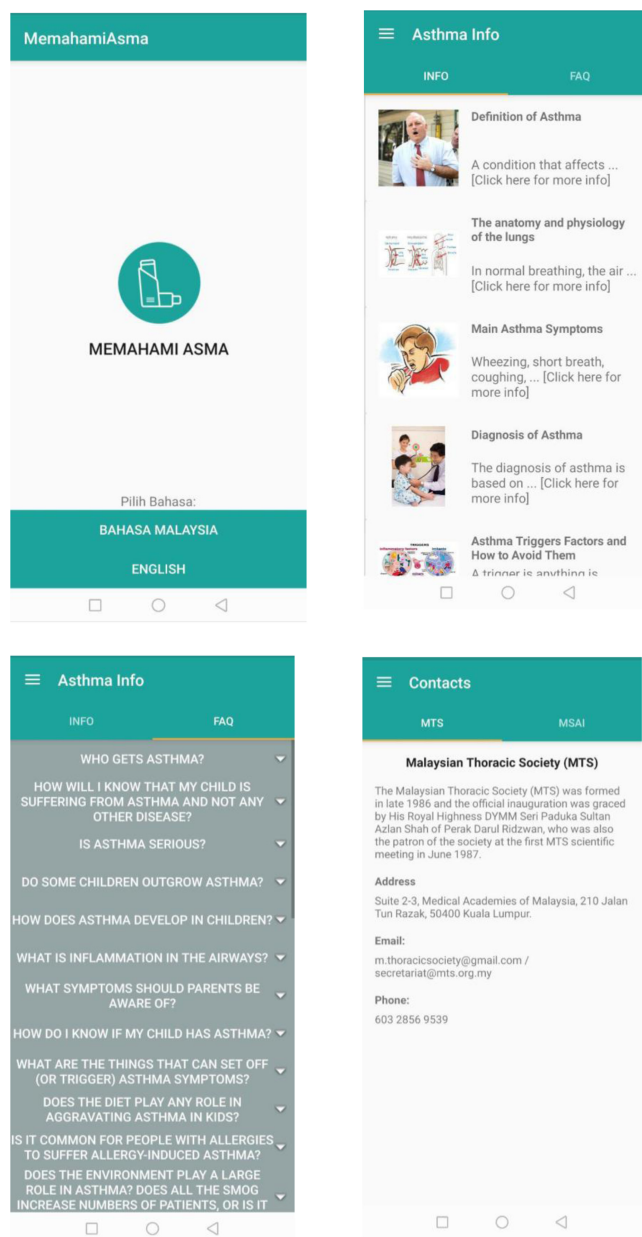 MemahamiAsma
MEMAHAMI ASMA
Pilih Bahasa:
BAHASA MALAYSIA
ENGLISH
Asthma Info
INFO
FAQ
Definition of Asthma
A condition that affects ...
[Click here for more info]
The anatomy and physiology
of the lungs
In normal breathing, the air ...
[Click here for more info]
Main Asthma Symptoms
Wheezing, short breath,
coughing, ... [Click here for
more info]
Diagnosis of Asthma
The diagnosis of asthma is
based on ... [Click here for
more info]
Asthma Triggers Factors and
How to Avoid Them
A trigger is anything is
Asthma Info
INFO
FAQ
WHO GETS ASTHMA?
HOW WILL I KNOW THAT MY CHILD IS
SUFFERING FROM ASTHMA AND NOT ANY
OTHER DISEASE?
IS ASTHMA SERIOUS?
DO SOME CHILDREN OUTGROW ASTHMA?
HOW DOES ASTHMA DEVELOP IN CHILDREN?
WHAT IS INFLAMMATION IN THE AIRWAYS?
WHAT SYMPTOMS SHOULD PARENTS BE
AWARE OF?
HOW DO I KNOW IF MY CHILD HAS ASTHMA?
WHAT ARE THE THINGS THAT CAN SET OFF
(OR TRIGGER) ASTHMA SYMPTOMS?
DOES THE DIET PLAY ANY ROLE IN
AGGRAVATING ASTHMA IN KIDS?
IS IT COMMON FOR PEOPLE WITH ALLERGIES
TO SUFFER ALLERGY-INDUCED ASTHMA?
DOES THE ENVIRONMENT PLAY A LARGE
ROLE IN ASTHMA? DOES ALL THE SMOG
INCREASE NUMBERS OF PATIENTS, OR IS IT
Contacts
MTS
MSAI
Malaysian Thoracic Society (MTS)
The Malaysian Thoracic Society (MTS) was formed
in late 1986 and the official inauguration was graced
by His Royal Highness DYMM Seri Paduka Sultan
Azlan Shah of Perak Darul Ridzwan, who was also
the patron of the society at the first MTS scientific
meeting in June 1987.
Address
Suite 2-3, Medical Academies of Malaysia, 210 Jalan
Tun Razak, 50400 Kuala Lumpur.
Email:
m.thoracicsociety@gmail.com /
secretariat@mts.org.my
Phone:
603 2856 9539